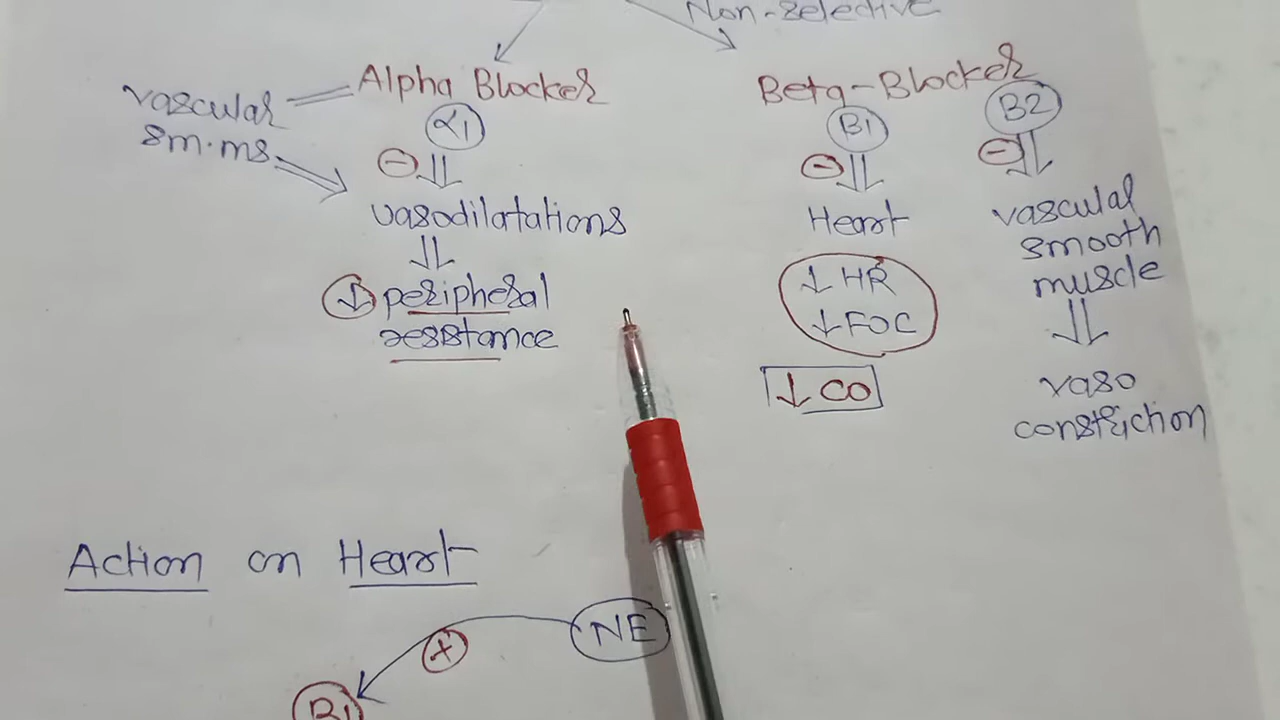 Non-selective
Alpha Blocker
vascular
sm.ms
α1
-
vasodilatations
↓ peripheral
resistance
Beta-Blocker
B1
-
Heart
↓ HR
↓ FOC
↓ CO
B2
-
vascular
smooth
muscle
vaso
constriction
Action on Heart
NE
+
B1